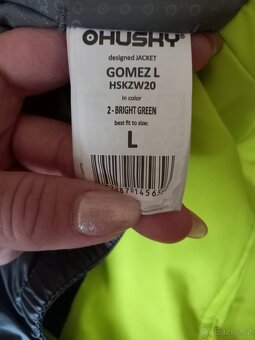 HUSKY®
designed JACKET
GOMEZ L
HSKZW20
in color
2 - BRIGHT GREEN
best fit to size:
L